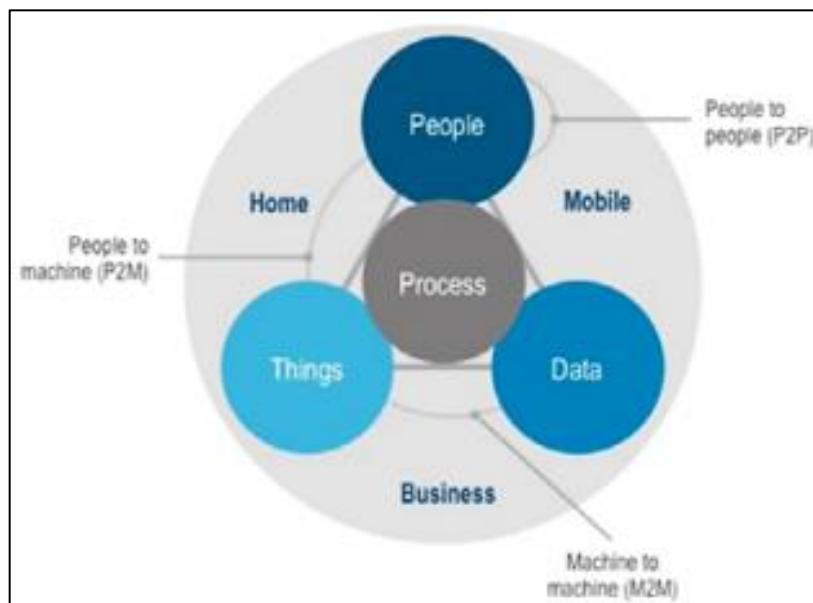 People
People to
people (P2P)
Home
Mobile
People to
machine (P2M)
Process
Things
Data
Business
Machine to
machine (M2M)